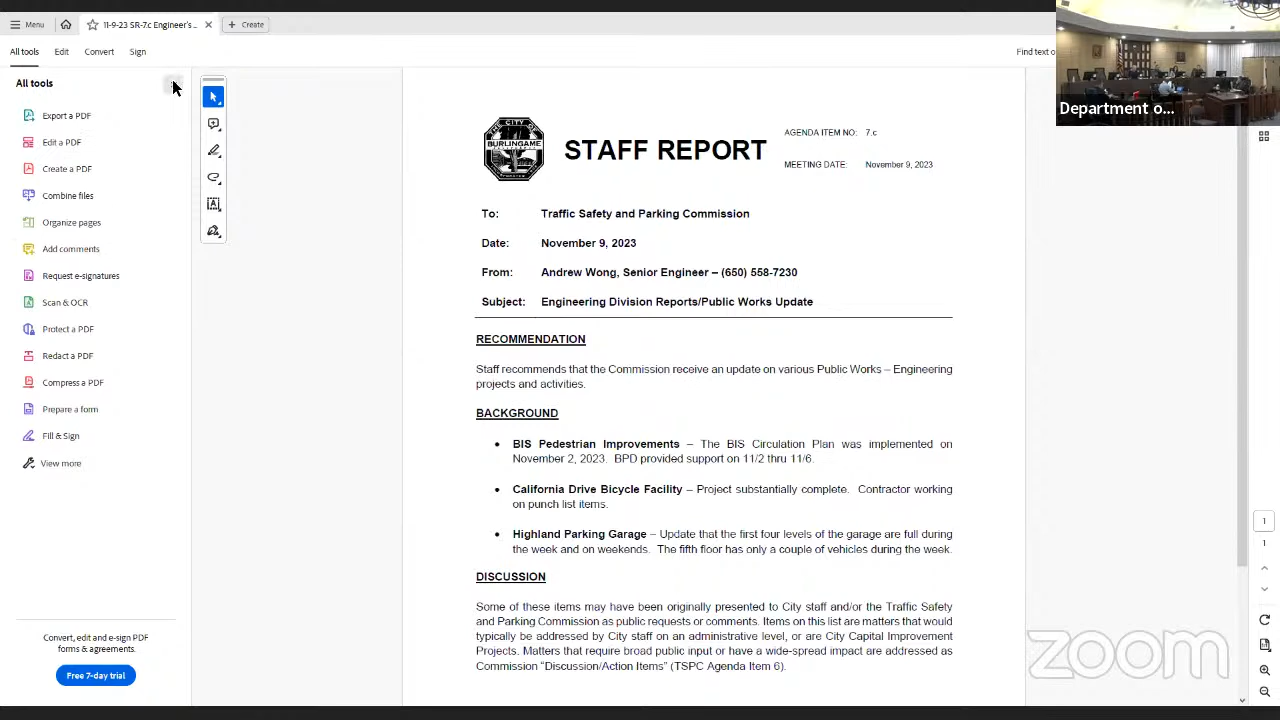 Menu
11-9-23 SR-7.c Engineer's ...
Create
All tools
Edit
Convert
Sign
Find text o
Department o...
All tools
Export a PDF
Edit a PDF
Create a PDF
Combine files
Organize pages
Add comments
Request e-signatures
Scan & OCR
Protect a PDF
Redact a PDF
Compress a PDF
Prepare a form
Fill & Sign
View more
Convert, edit and e-sign PDF
forms & agreements.
Free 7-day trial
THE CITY OF
BURLINGAME
STAFF REPORT
AGENDA ITEM NO: 7.c
MEETING DATE: November 9, 2023
To: Traffic Safety and Parking Commission
Date: November 9, 2023
From: Andrew Wong, Senior Engineer – (650) 558-7230
Subject: Engineering Division Reports/Public Works Update
RECOMMENDATION
Staff recommends that the Commission receive an update on various Public Works – Engineering
projects and activities.
BACKGROUND
• BIS Pedestrian Improvements – The BIS Circulation Plan was implemented on
November 2, 2023. BPD provided support on 11/2 thru 11/6.
• California Drive Bicycle Facility – Project substantially complete. Contractor working
on punch list items.
• Highland Parking Garage – Update that the first four levels of the garage are full during
the week and on weekends. The fifth floor has only a couple of vehicles during the week.
DISCUSSION
Some of these items may have been originally presented to City staff and/or the Traffic Safety
and Parking Commission as public requests or comments. Items on this list are matters that would
typically be addressed by City staff on an administrative level, or are City Capital Improvement
Projects. Matters that require broad public input or have a wide-spread impact are addressed as
Commission “Discussion/Action Items” (TSPC Agenda Item 6).
1
1
zoom